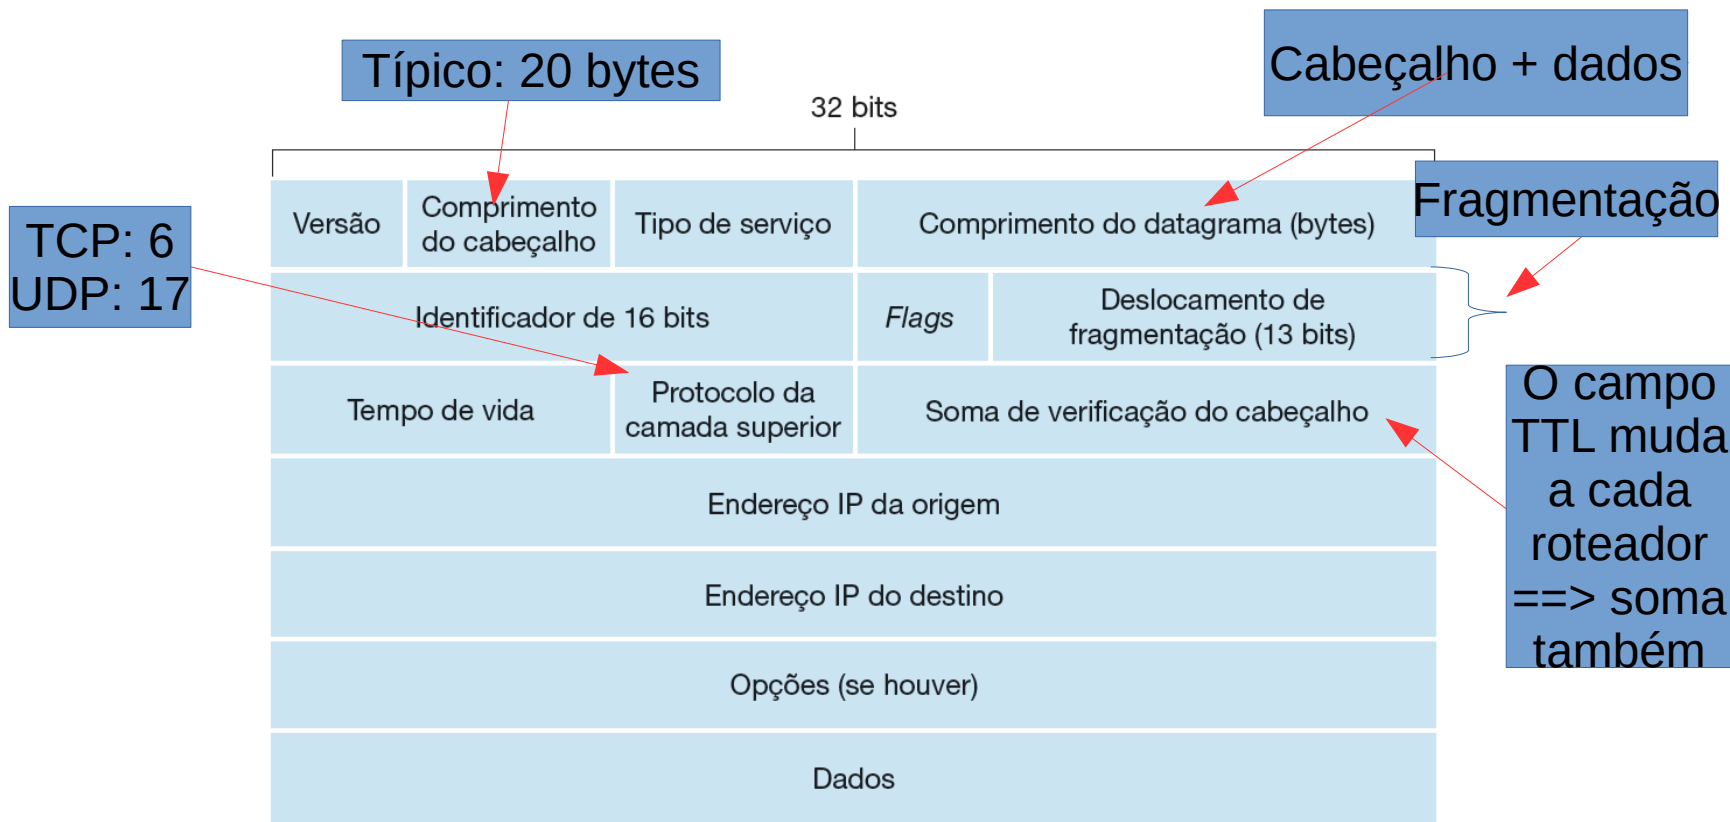 Típico: 20 bytes
Cabeçalho + dados
32 bits
Fragmentação
TCP: 6
UDP: 17
Versão
Comprimento
do cabeçalho
Tipo de serviço
Comprimento do datagrama (bytes)
Identificador de 16 bits
Flags
Deslocamento de
fragmentação (13 bits)
Tempo de vida
Protocolo da
camada superior
Soma de verificação do cabeçalho
O campo
TTL muda
a cada
roteador
==> soma
também
Endereço IP da origem
Endereço IP do destino
Opções (se houver)
Dados